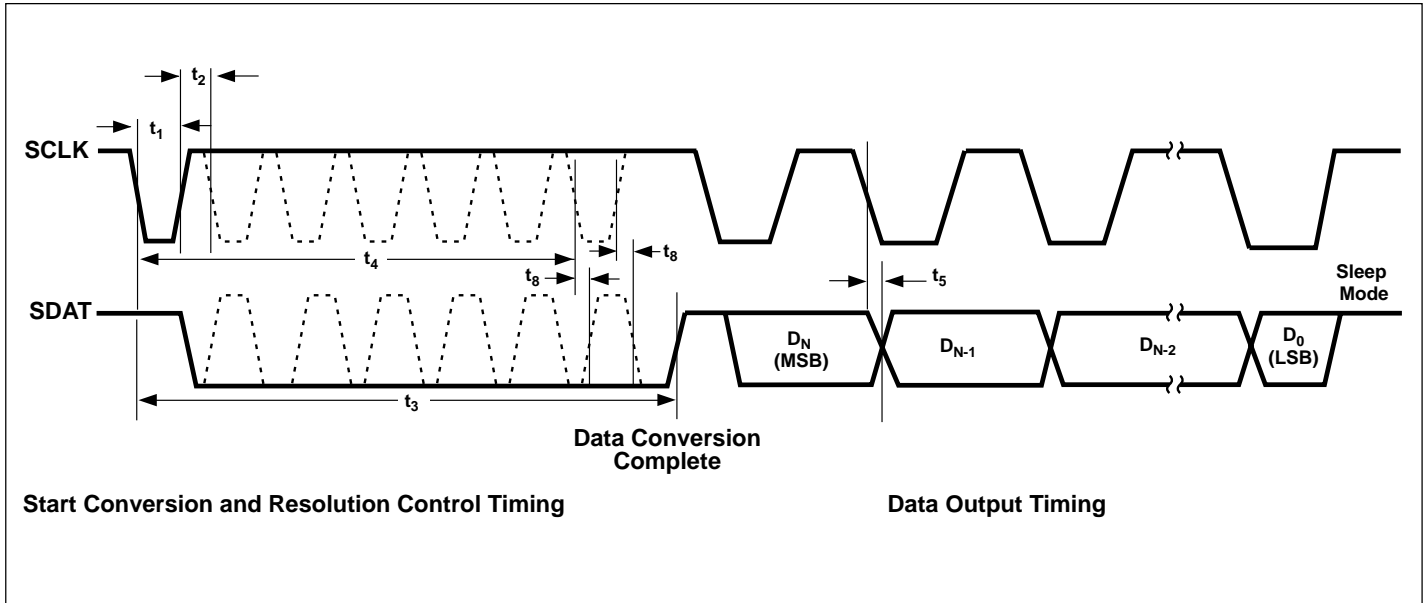 t2
t1
SCLK
t4
t8
t8
t5
SDAT
Sleep
Mode
DN
(MSB)
DN-1
DN-2
D0
(LSB)
t3
Data Conversion
Complete
Start Conversion and Resolution Control Timing
Data Output Timing